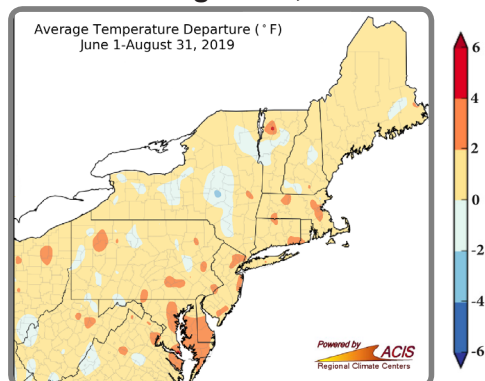 Average Temperature Departure (°F)
June 1-August 31, 2019
6
4
2
0
-2
-4
-6
Powered by
ACIS
Regional Climate Centers